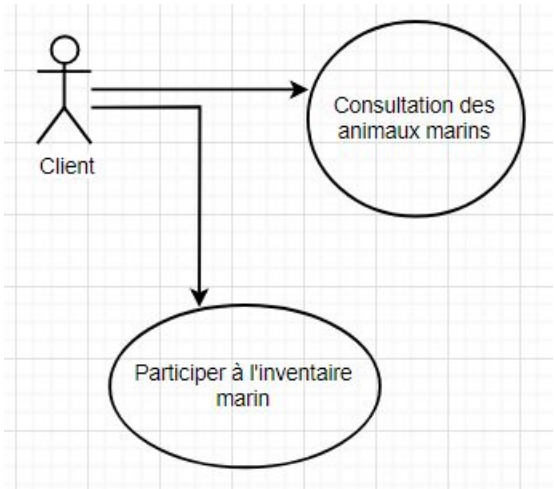 Consultation des
animaux marins
Client
Participer à l'inventaire
marin